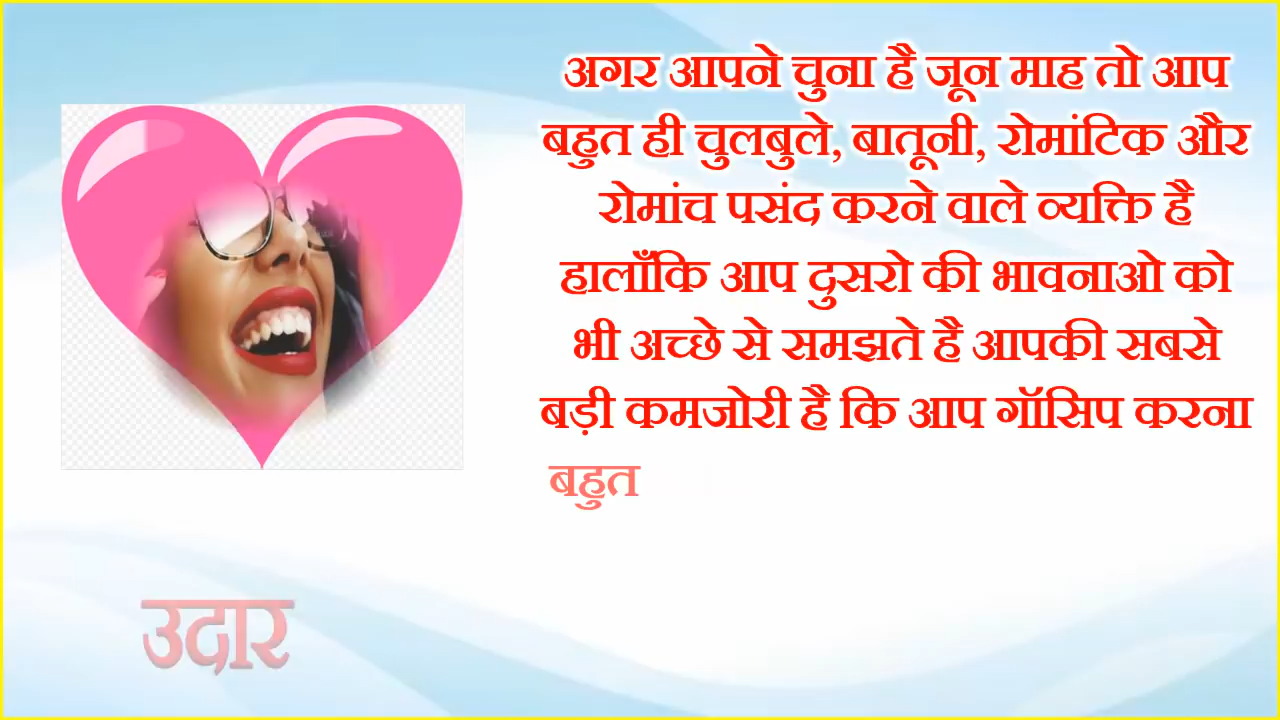 अगर आपने चुना है जून माह तो आप
बहुत ही चुलबुले, बातूनी, रोमांटिक और
रोमांच पसंद करने वाले व्यक्ति है
हालाँकि आप दुसरो की भावनाओ को
भी अच्छे से समझते हैं आपकी सबसे
बड़ी कमजोरी है कि आप गॉसिप करना
बहुत
उदार